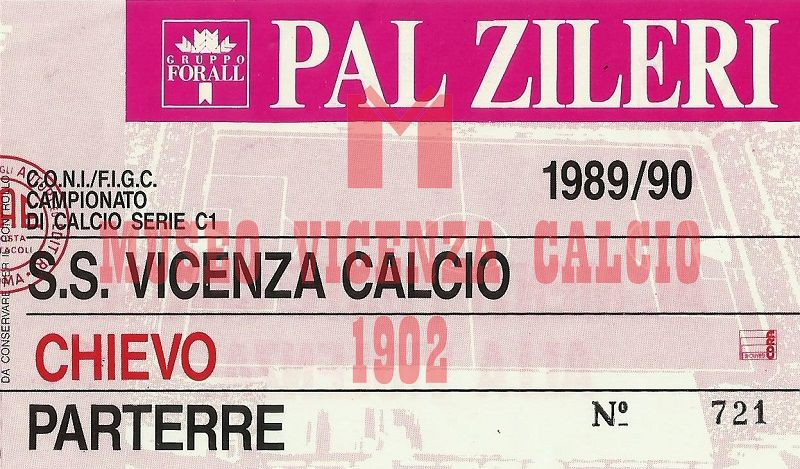 GRUPPO
FORALL
PAL ZILERI
C.O.N.I./F.I.G.C.
CAMPIONATO
DI CALCIO SERIE C1
1989/90
MUSEO VICENZA CALCIO
1902
S.S. VICENZA CALCIO
CHIEVO
PARTERRE
Nº 721
DA CONSERVARE PER IL CONTROLLO
CORA